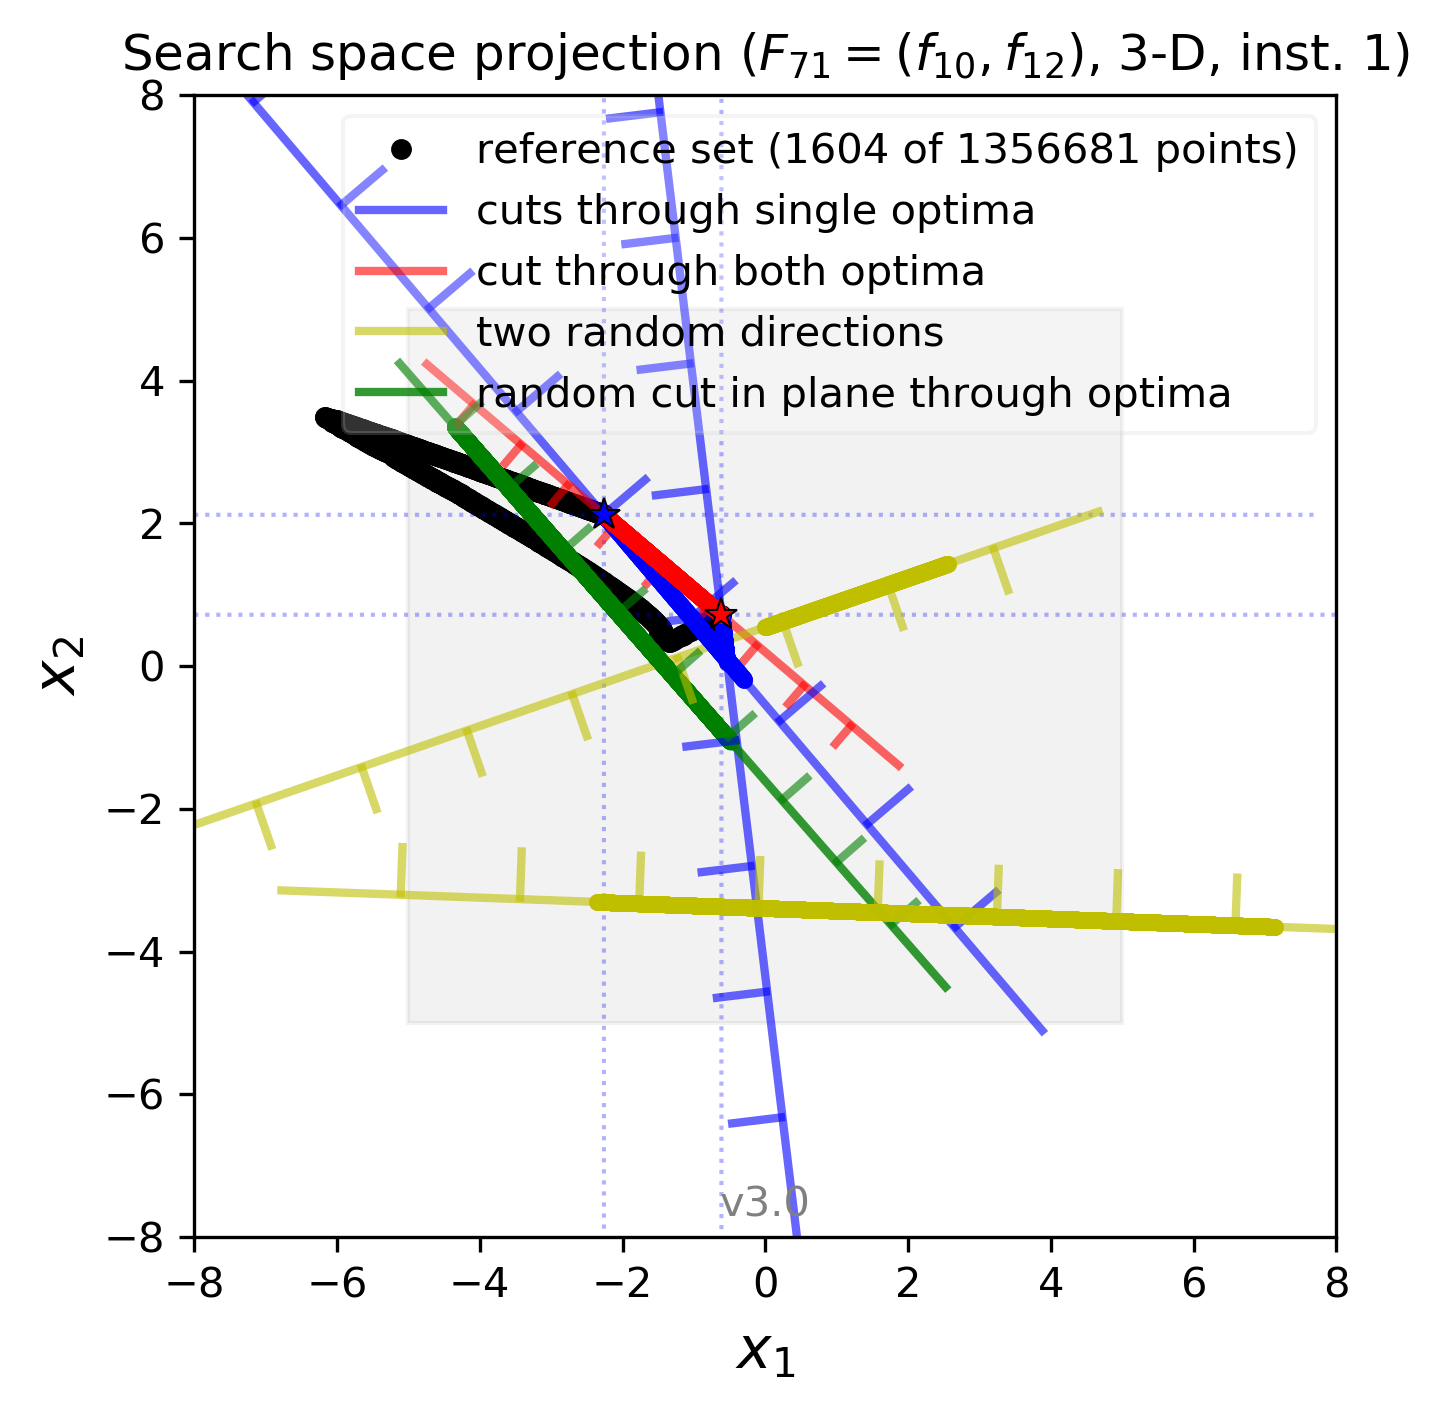 Search space projection (F71 = (f10, f12), 3-D, inst. 1)
8
6
4
2
0
−2
−4
−6
−8
x2
reference set (1604 of 1356681 points)
cuts through single optima
cut through both optima
two random directions
random cut in plane through optima
v3.0
−8 −6 −4 −2 0 2 4 6 8
x1